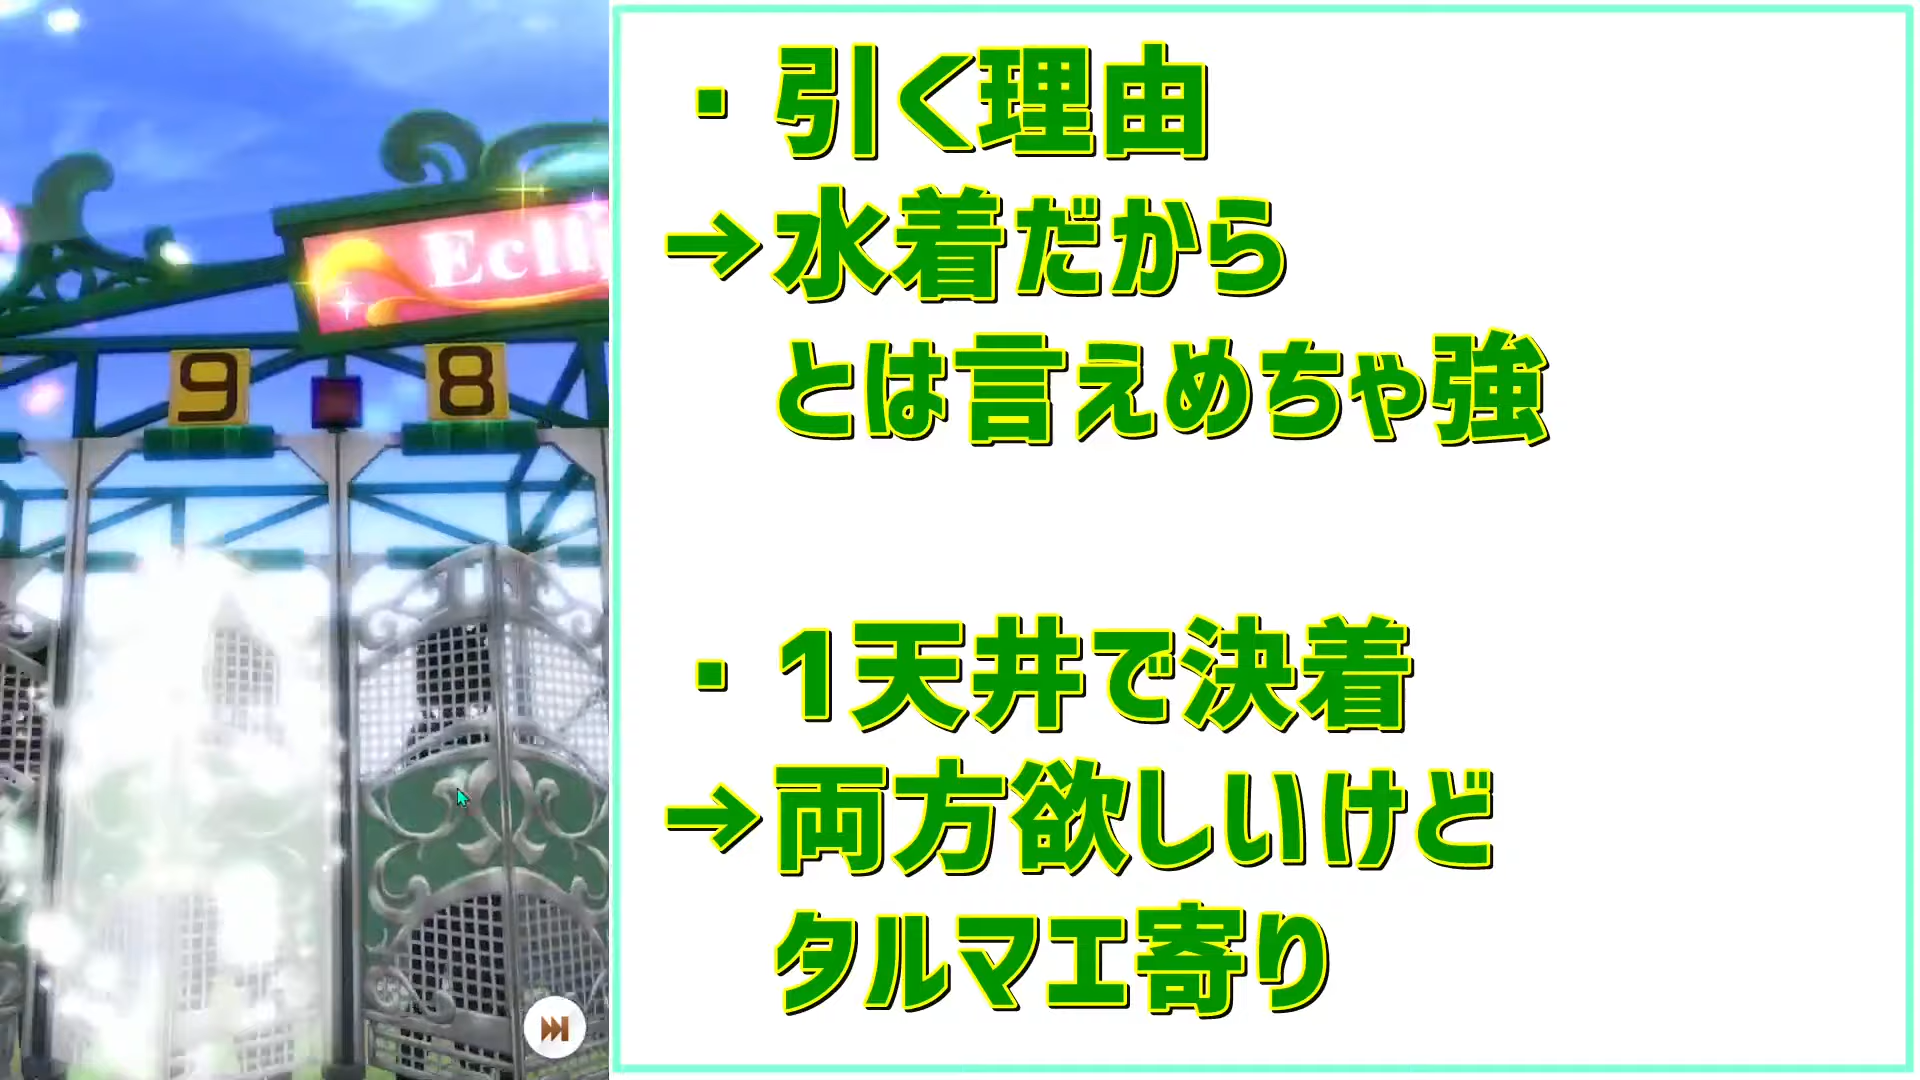 Ecli
9 8
・引く理由
→水着だから
とは言えめちゃ強
・1天井で決着
→両方欲しいけど
タルマエ寄り